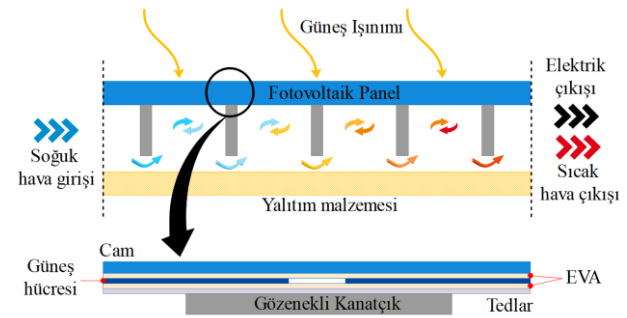 Güneş Işınımı
Fotovoltaik Panel
Elektrik
çıkışı
Soğuk
hava girişi
Sıcak
hava çıkışı
Yalıtım malzemesi
Cam
Güneş
hücresi
EVA
Gözenekli Kanatçık
Tedlar